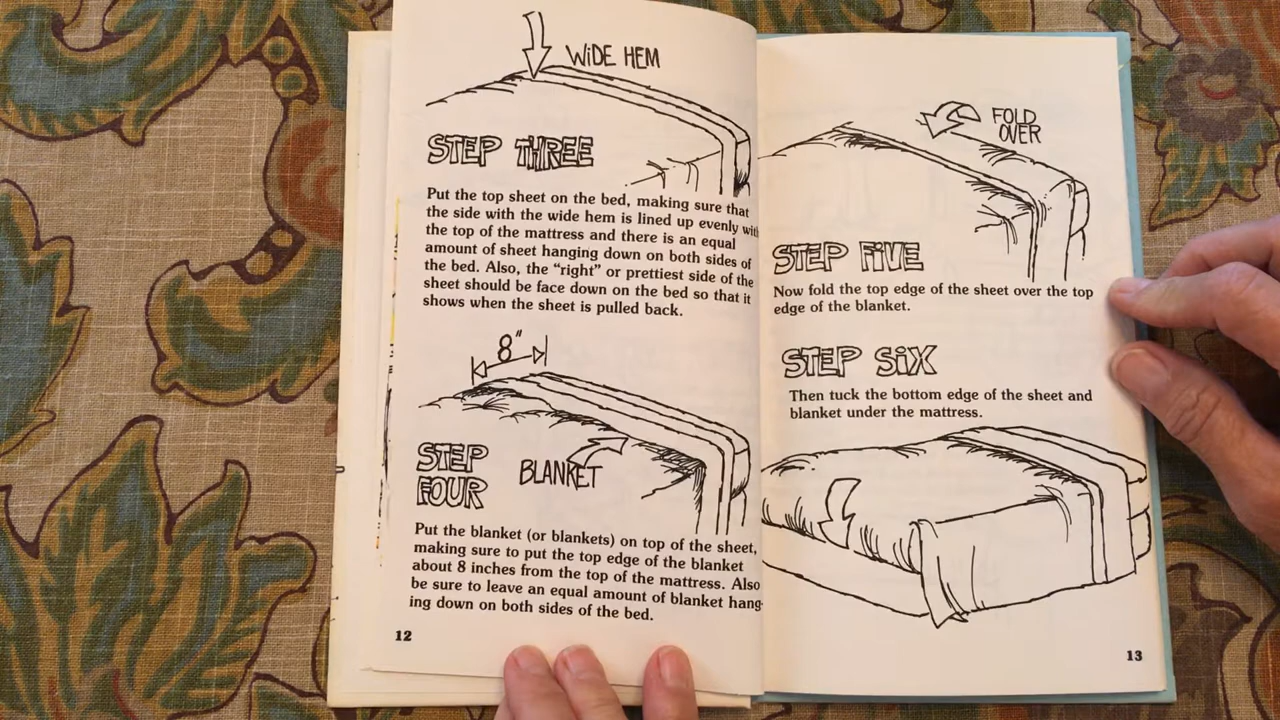 WIDE HEM
STEP THREE
Put the top sheet on the bed, making sure that
the side with the wide hem is lined up evenly with
the top of the mattress and there is an equal
amount of sheet hanging down on both sides of
the bed. Also, the “right” or prettiest side of the
sheet should be face down on the bed so that it
shows when the sheet is pulled back.
8"
BLANKET
STEP
FOUR
Put the blanket (or blankets) on top of the sheet,
making sure to put the top edge of the blanket
about 8 inches from the top of the mattress. Also
be sure to leave an equal amount of blanket hang-
ing down on both sides of the bed.
12
FOLD
OVER
STEP FIVE
Now fold the top edge of the sheet over the top
edge of the blanket.
STEP SIX
Then tuck the bottom edge of the sheet and
blanket under the mattress.
13